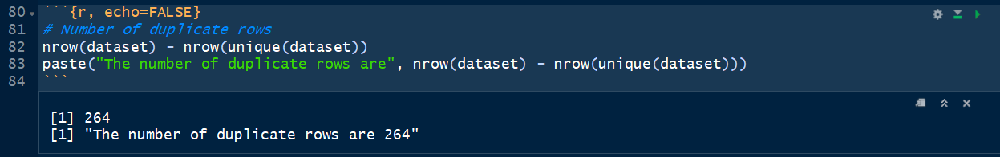 80 ```{r, echo=FALSE}
81 # Number of duplicate rows
82 nrow(dataset) - nrow(unique(dataset))
83 paste("The number of duplicate rows are", nrow(dataset) - nrow(unique(dataset)))
84 ```
[1] 264
[1] "The number of duplicate rows are 264"